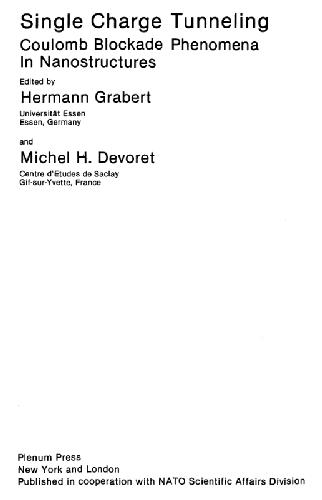 Single Charge Tunneling
Coulomb Blockade Phenomena
In Nanostructures
Edited by
Hermann Grabert
Universität Essen
Essen, Germany
and
Michel H. Devoret
Centre d'Etudes de Saclay
Gif-sur-Yvette, France
Plenum Press
New York and London
Published in cooperation with NATO Scientific Affairs Division